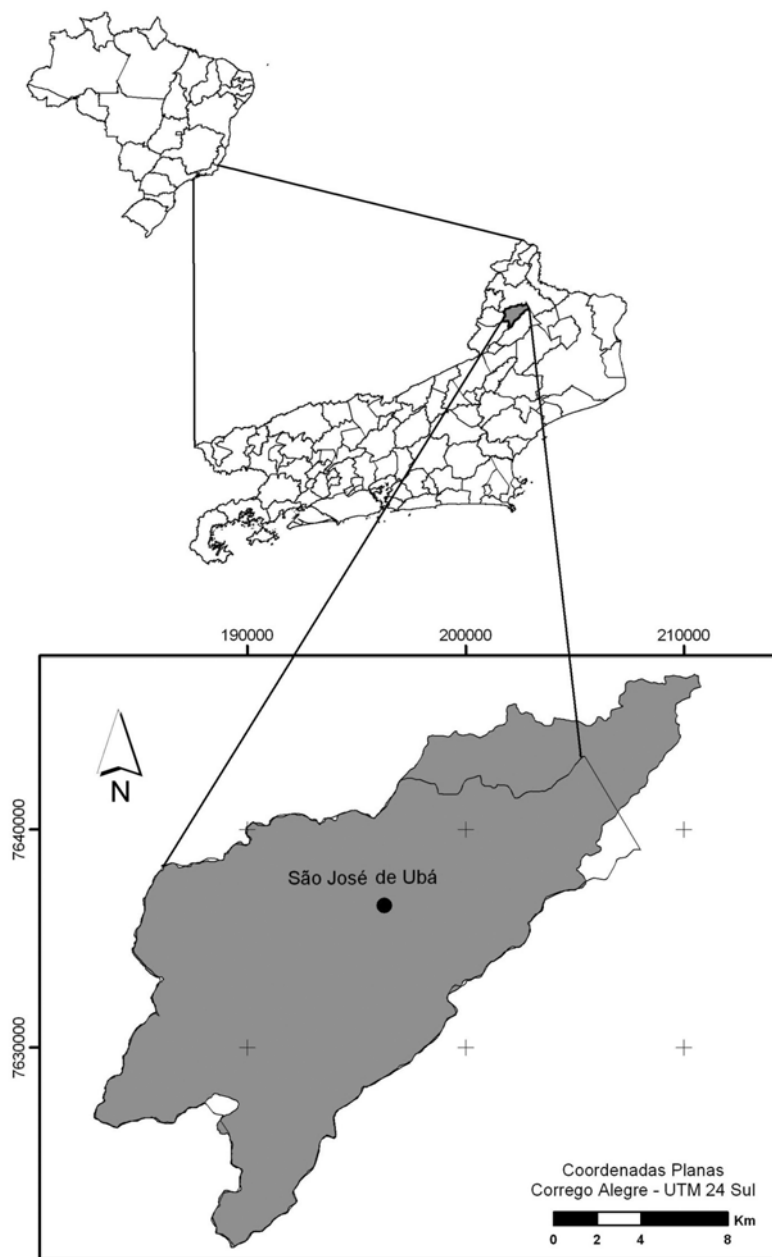 190000 200000 210000
N
7640000
São José de Ubá
7630000
Coordenadas Planas
Corrego Alegre - UTM 24 Sul
Km
0 2 4 8